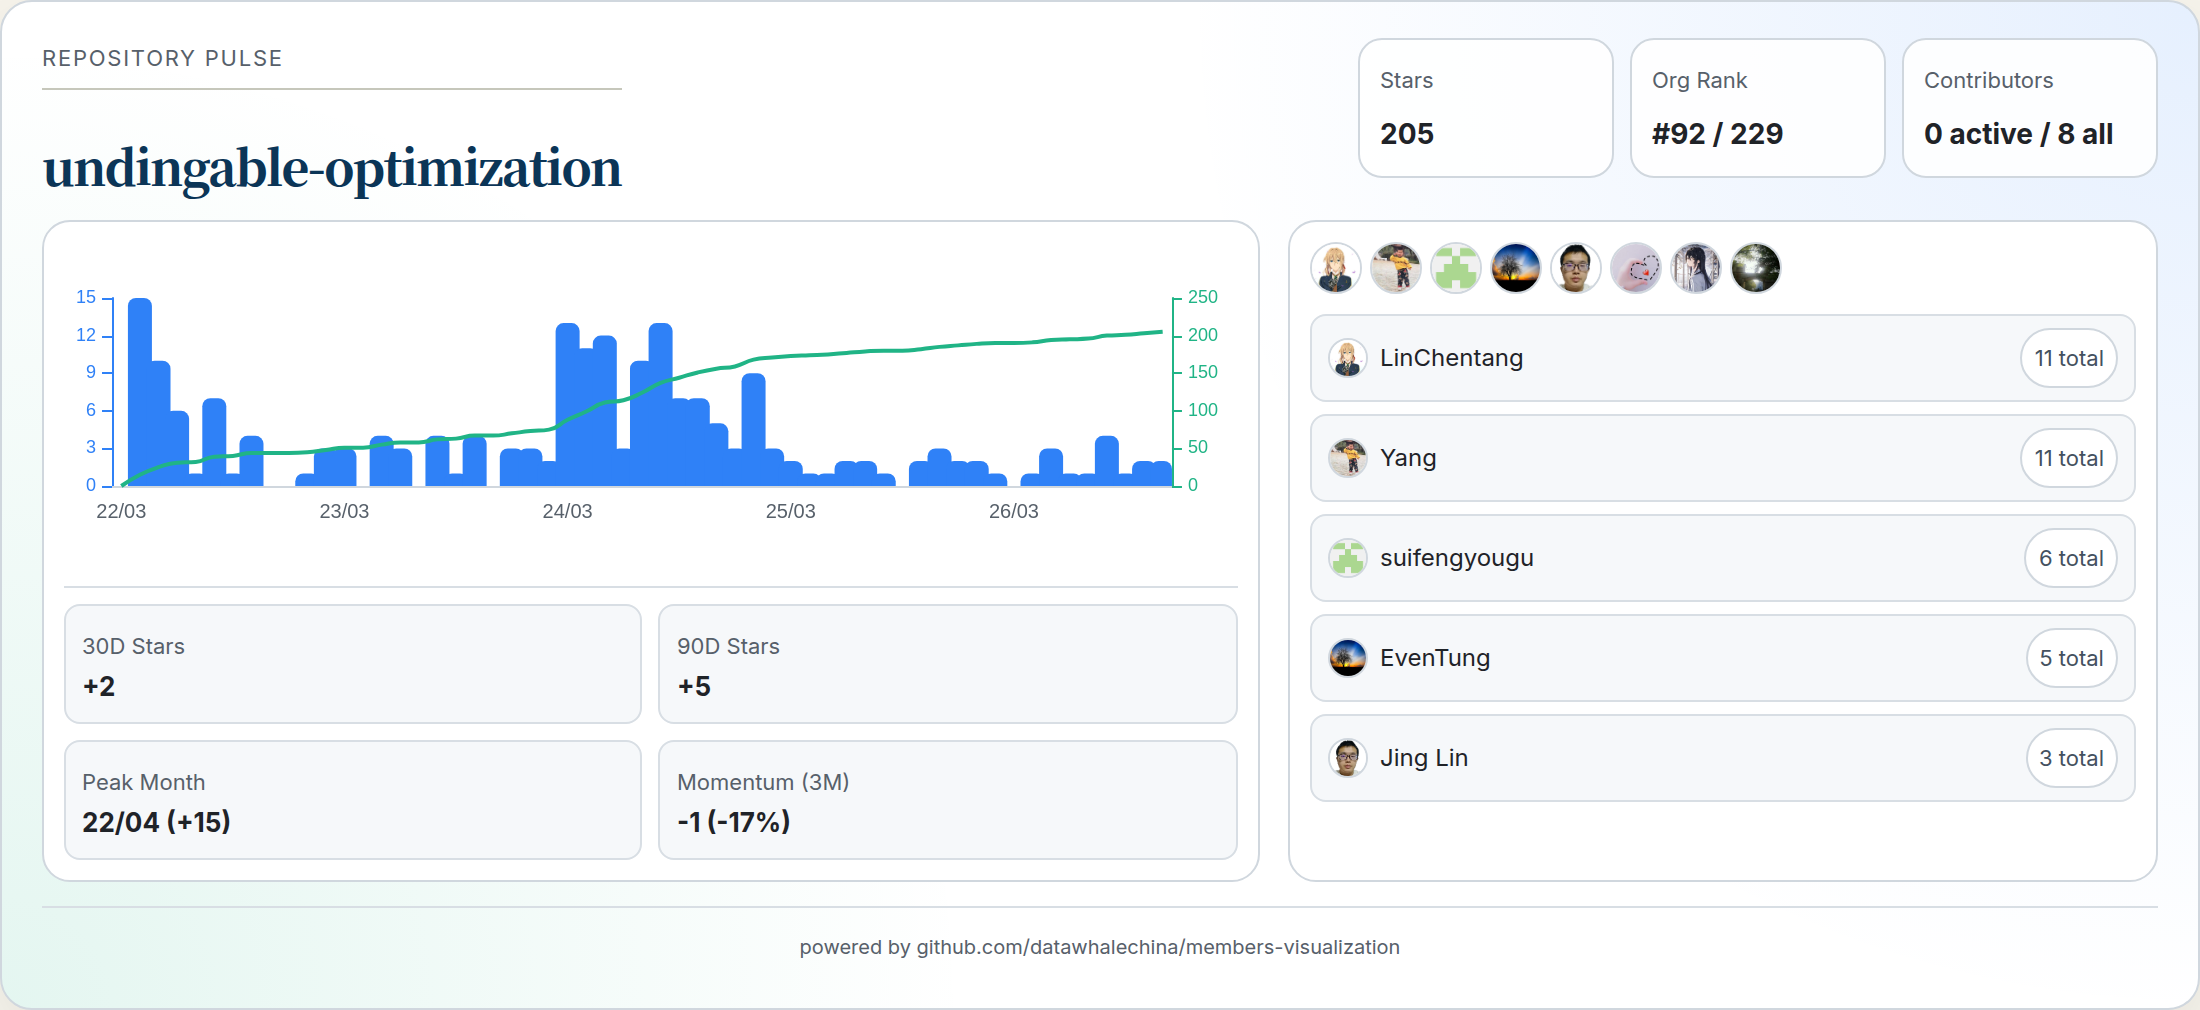 REPOSITORY PULSE
undingable-optimization
Stars
205
Org Rank
#92 / 229
Contributors
0 active / 8 all
15
12
9
6
3
0
250
200
150
100
50
0
22/03
23/03
24/03
25/03
26/03
30D Stars
+2
90D Stars
+5
Peak Month
22/04 (+15)
Momentum (3M)
-1 (-17%)
LinChentang
11 total
Yang
11 total
suifengyougu
6 total
EvenTung
5 total
Jing Lin
3 total
powered by github.com/datawhalechina/members-visualization